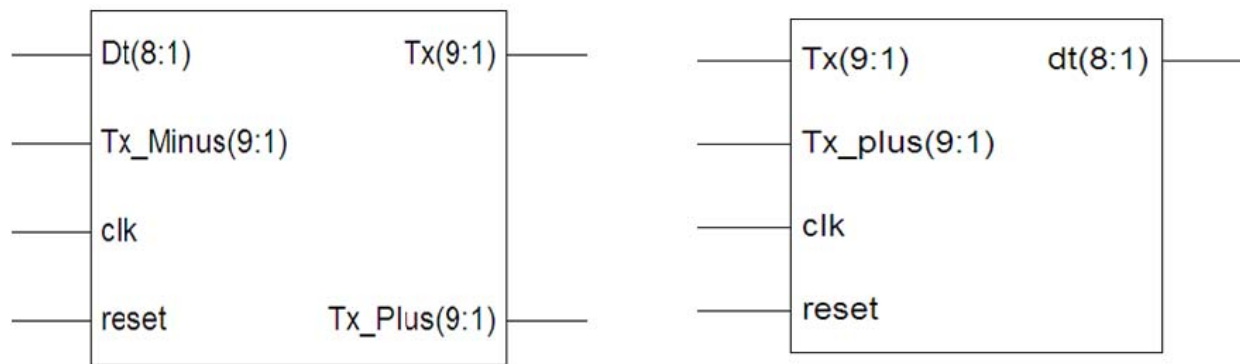 Dt(8:1) Tx(9:1)
Tx_Minus(9:1)
clk
reset Tx_Plus(9:1)
Tx(9:1) dt(8:1)
Tx_plus(9:1)
clk
reset